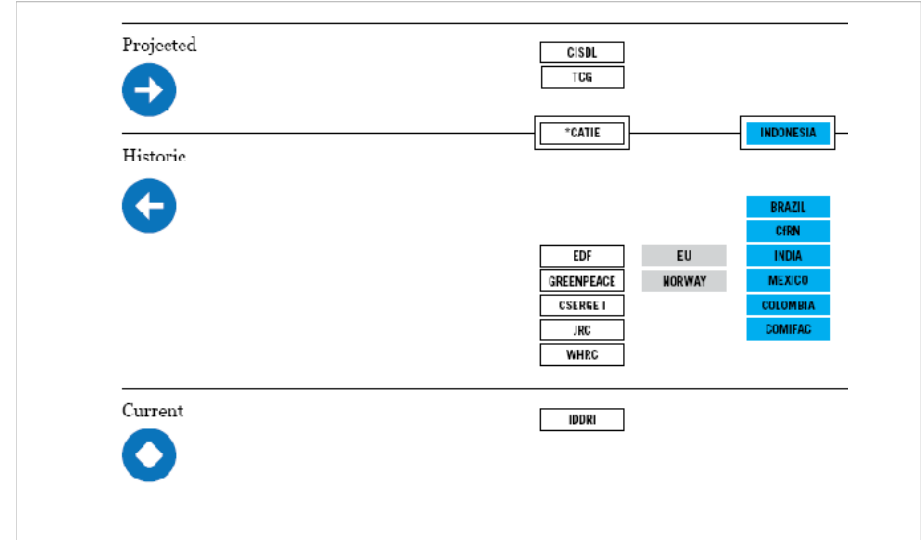 Projected
CISDL
TCG
*CATIE
INDONESIA
Historic
BRAZIL
CfRN
EDF EU INDIA
GREENPEACE NORWAY MEXICO
CSERGE 1 COLOMBIA
JRC COMIFAC
WHRC
Current
IDDRI